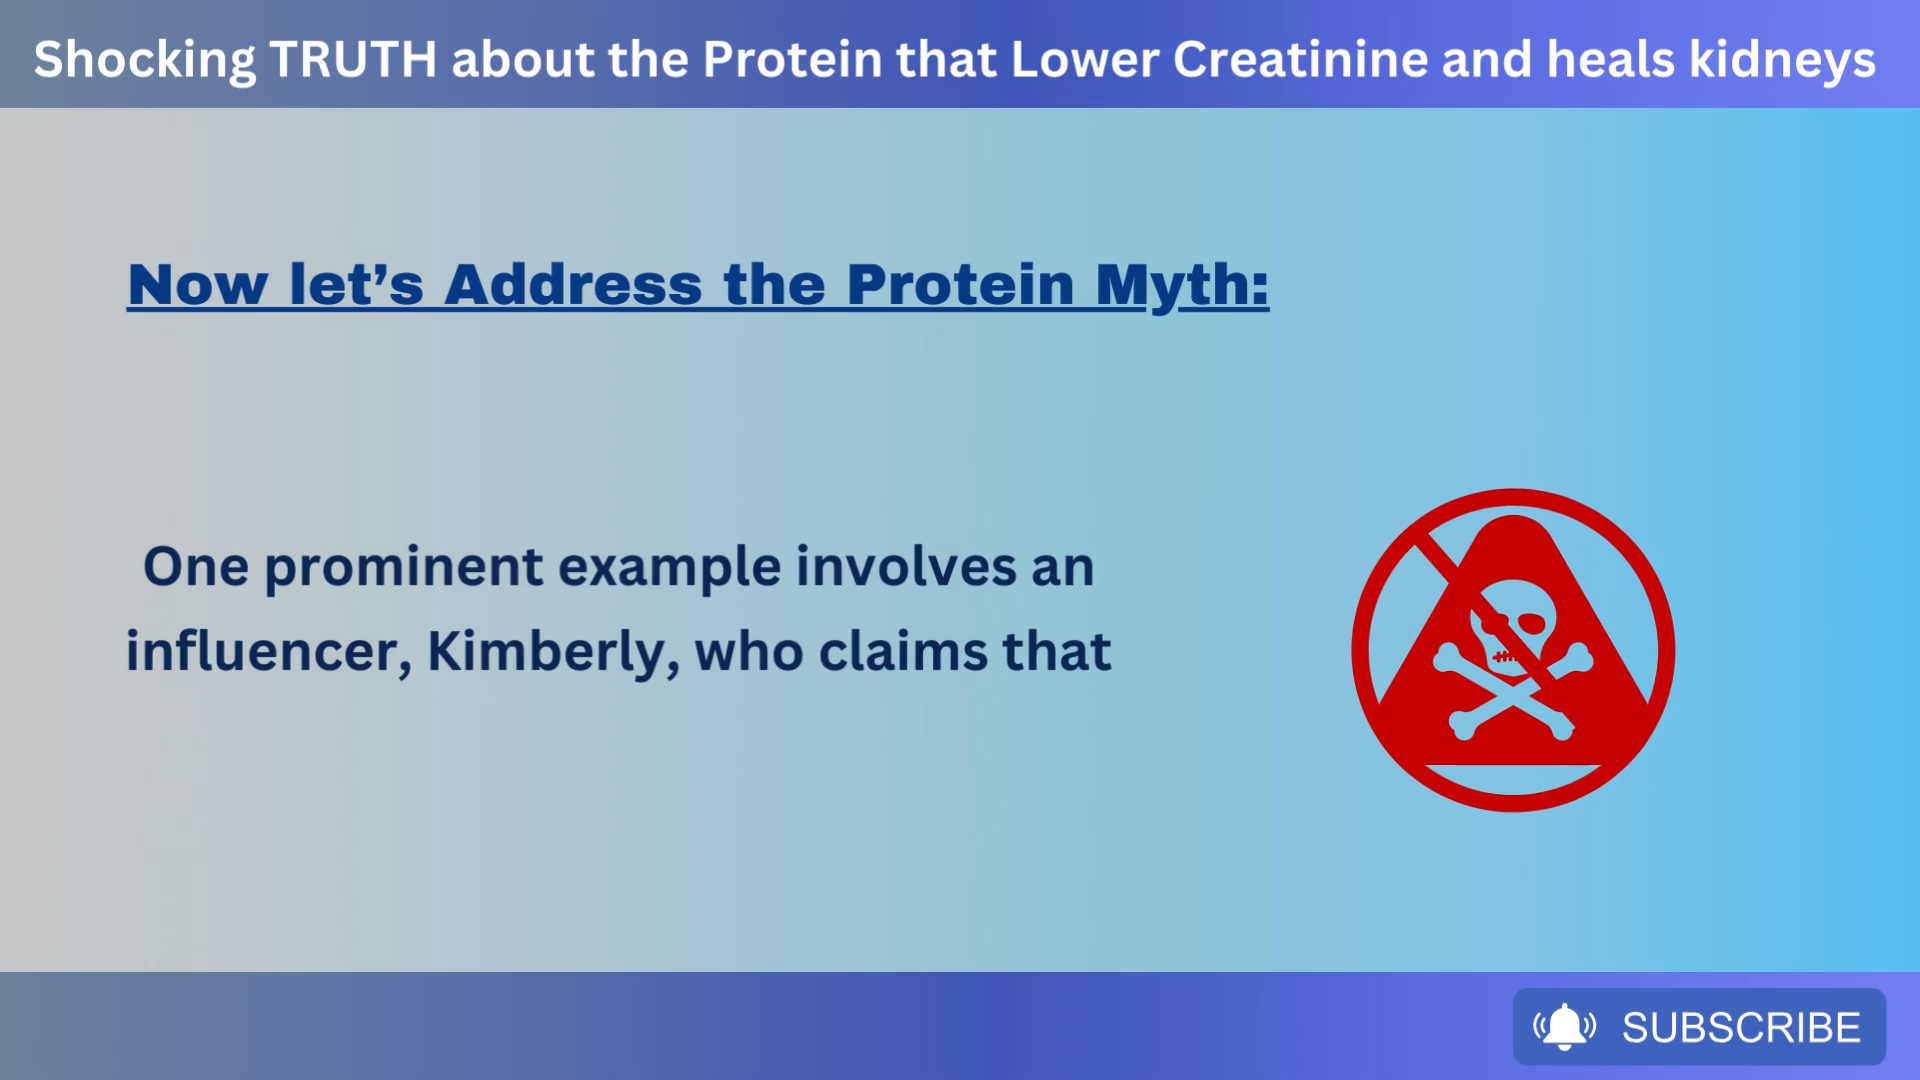 Shocking TRUTH about the Protein that Lower Creatinine and heals kidneys
Now let’s Address the Protein Myth:
One prominent example involves an
influencer, Kimberly, who claims that
SUBSCRIBE